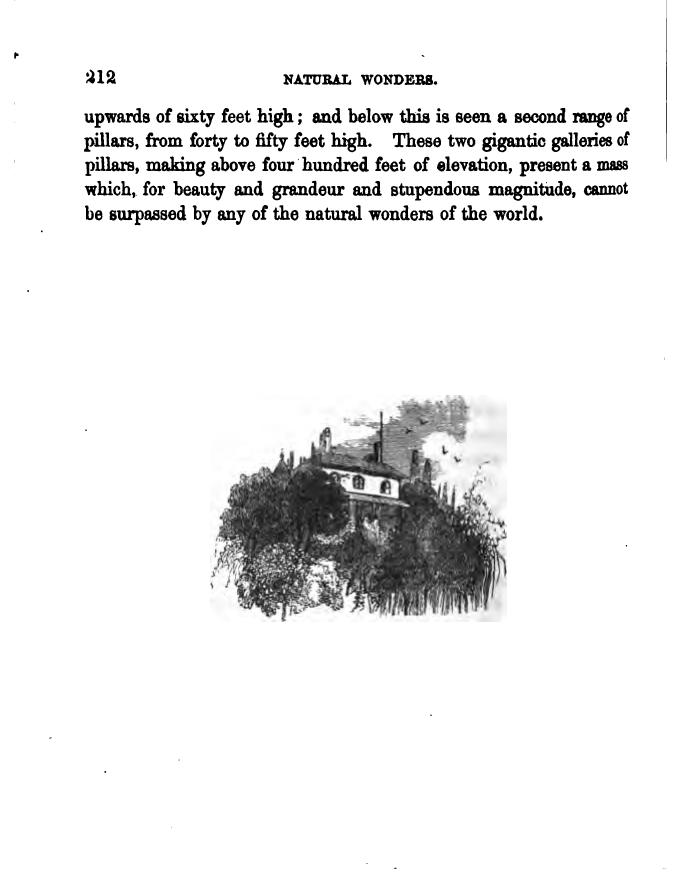 212
NATURAL WONDERS.
upwards of sixty feet high; and below this is seen a second range of
pillars, from forty to fifty feet high. These two gigantic galleries of
pillars, making above four hundred feet of elevation, present a mass
which, for beauty and grandeur and stupendous magnitude, cannot
be surpassed by any of the natural wonders of the world.